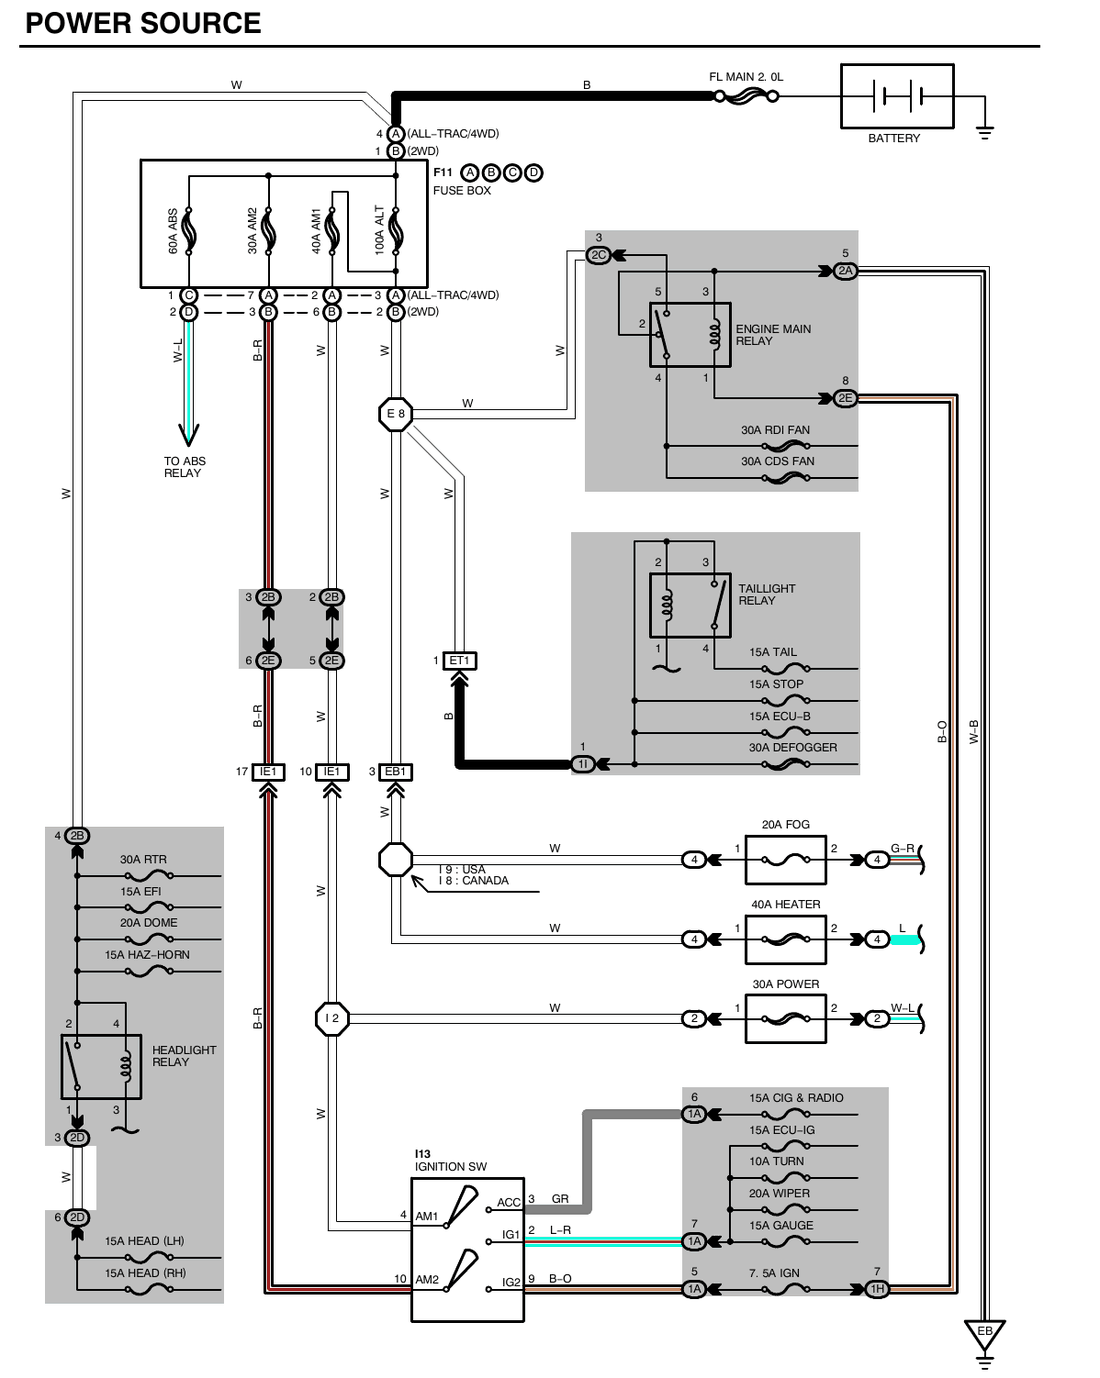 POWER SOURCE
W
B
FL MAIN 2. 0L
BATTERY
4 A (ALL-TRAC/4WD)
1 B (2WD)
F11 A B C D
FUSE BOX
60A ABS
30A AM2
40A AM1
100A ALT
1 C 7 A 2 A 3 A (ALL-TRAC/4WD)
2 D 3 B 6 B 2 B (2WD)
W-L
B-R
W
W
TO ABS
RELAY
E 8
W
W
W
W
W
3
2C
5
2A
5 3
2
4 1
ENGINE MAIN
RELAY
8
2E
30A RDI FAN
30A CDS FAN
2 3
1 4
TAILLIGHT
RELAY
15A TAIL
15A STOP
15A ECU-B
30A DEFOGGER
1
1I
3 2B 2 2B
6 2E 5 2E
1 ET1
B
B-R
W
17 IE1 10 IE1 3 EB1
W
B-O
W-B
4 2B
30A RTR
15A EFI
20A DOME
15A HAZ-HORN
2 4
HEADLIGHT
RELAY
1 3
3 2D
W
6 2D
15A HEAD (LH)
15A HEAD (RH)
I 9 : USA
I 8 : CANADA
W
20A FOG
4 1 2 4
G-R
W
40A HEATER
4 1 2 4
L
I 2
W
30A POWER
2 1 2 2
W-L
W
B-R
W
I13
IGNITION SW
4 AM1
10 AM2
ACC 3 GR
IG1 2 L-R
IG2 9 B-O
6
1A
15A CIG & RADIO
15A ECU-IG
10A TURN
20A WIPER
15A GAUGE
7
1A
5
1A
7. 5A IGN
7
1H
EB